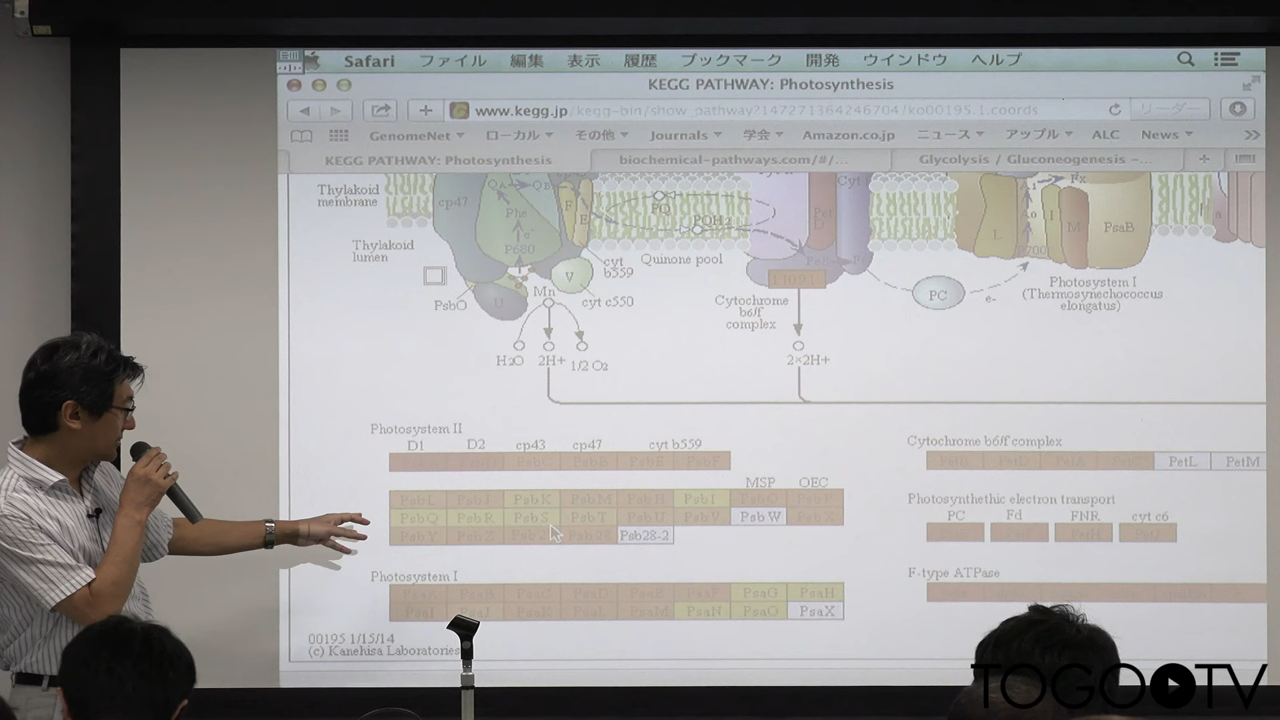 Safari ファイル 編集 表示 履歴 ブックマーク 開発 ウインドウ ヘルプ
KEGG PATHWAY: Photosynthesis
www.kegg.jp/kegg-bin/show_pathway?147271364246704/ko00195.1.coords リーダー
GenomeNet ローカル その他 Journals 学会 Amazon.co.jp ニュース アップル ALC News
KEGG PATHWAY: Photosynthesis biochemical-pathways.com/#/... Glycolysis / Gluconeogenesis -...
Thylakoid
membrane
Thylakoid
lumen
cp47
QA QB
Phe
e-
P680
F
E
cyt
b559
V
cyt c550
U
PsbO
Mn
H2O 2H+ 1/2 O2
PQ
POH2
Quinone pool
Pet
D
Cytochrome
b6/f
complex
2×2H+
PC
e-
Fx
A1
L
I
M
PsaB
Photosystem I
(Thermosynechococcus
elongatus)
Photosystem II
D1 D2 cp43 cp47 cyt b559
MSP OEC
PsbL PsbJ PsbK PsbM PsbH PsbI
PsbQ PsbR PsbS PsbT PsbU PsbV PsbW PsbX
PsbY PsbZ Psb28-2
Photosystem I
PsaA PsaB PsaC PsaD PsaE PsaF PsaG PsaH
PsaI PsaJ PsaK PsaL PsaM PsaN PsaO PsaX
Cytochrome b6/f complex
PetL PetM
Photosynthethic electron transport
PC Fd FNR cyt c6
F-type ATPase
00195 1/15/14
(c) Kanehisa Laboratories
TOGOTV